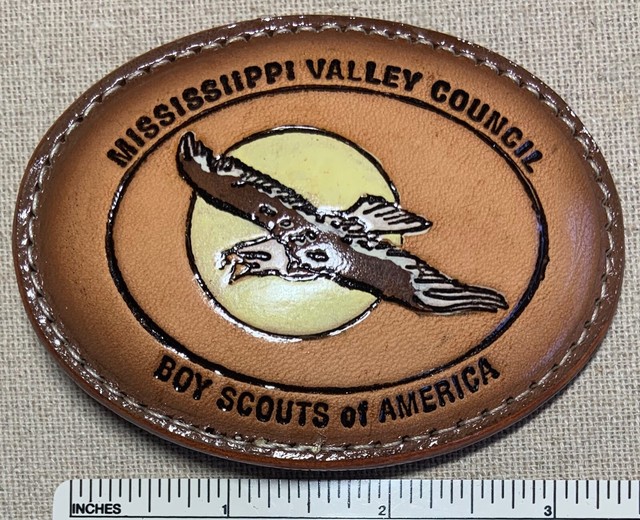 MISSISSIIPPI VALLEY COUNCIL
BOY SCOUTS of AMERICA
INCHES 1 2 3